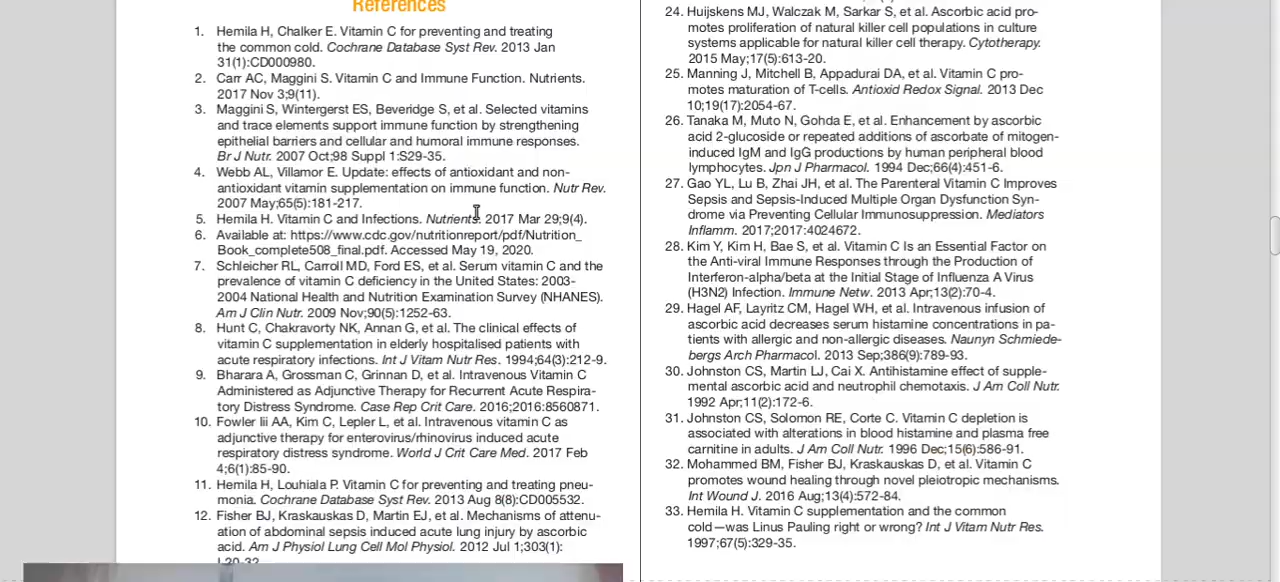 References
1. Hemila H, Chalker E. Vitamin C for preventing and treating
the common cold. Cochrane Database Syst Rev. 2013 Jan
31(1):CD000980.
2. Carr AC, Maggini S. Vitamin C and Immune Function. Nutrients.
2017 Nov 3;9(11).
3. Maggini S, Wintergerst ES, Beveridge S, et al. Selected vitamins
and trace elements support immune function by strengthening
epithelial barriers and cellular and humoral immune responses.
Br J Nutr. 2007 Oct;98 Suppl 1:S29-35.
4. Webb AL, Villamor E. Update: effects of antioxidant and non-
antioxidant vitamin supplementation on immune function. Nutr Rev.
2007 May;65(5):181-217.
5. Hemila H. Vitamin C and Infections. Nutrients. 2017 Mar 29;9(4).
6. Available at: https://www.cdc.gov/nutritionreport/pdf/Nutrition_
Book_complete508_final.pdf. Accessed May 19, 2020.
7. Schleicher RL, Carroll MD, Ford ES, et al. Serum vitamin C and the
prevalence of vitamin C deficiency in the United States: 2003-
2004 National Health and Nutrition Examination Survey (NHANES).
Am J Clin Nutr. 2009 Nov;90(5):1252-63.
8. Hunt C, Chakravorty NK, Annan G, et al. The clinical effects of
vitamin C supplementation in elderly hospitalised patients with
acute respiratory infections. Int J Vitam Nutr Res. 1994;64(3):212-9.
9. Bharara A, Grossman C, Grinnan D, et al. Intravenous Vitamin C
Administered as Adjunctive Therapy for Recurrent Acute Respira-
tory Distress Syndrome. Case Rep Crit Care. 2016;2016:8560871.
10. Fowler Iii AA, Kim C, Lepler L, et al. Intravenous vitamin C as
adjunctive therapy for enterovirus/rhinovirus induced acute
respiratory distress syndrome. World J Crit Care Med. 2017 Feb
4;6(1):85-90.
11. Hemila H, Louhiala P. Vitamin C for preventing and treating pneu-
monia. Cochrane Database Syst Rev. 2013 Aug 8(8):CD005532.
12. Fisher BJ, Kraskauskas D, Martin EJ, et al. Mechanisms of attenu-
ation of abdominal sepsis induced acute lung injury by ascorbic
acid. Am J Physiol Lung Cell Mol Physiol. 2012 Jul 1;303(1):
L20-32.
24. Huijskens MJ, Walczak M, Sarkar S, et al. Ascorbic acid pro-
motes proliferation of natural killer cell populations in culture
systems applicable for natural killer cell therapy. Cytotherapy.
2015 May;17(5):613-20.
25. Manning J, Mitchell B, Appadurai DA, et al. Vitamin C pro-
motes maturation of T-cells. Antioxid Redox Signal. 2013 Dec
10;19(17):2054-67.
26. Tanaka M, Muto N, Gohda E, et al. Enhancement by ascorbic
acid 2-glucoside or repeated additions of ascorbate of mitogen-
induced IgM and IgG productions by human peripheral blood
lymphocytes. Jpn J Pharmacol. 1994 Dec;66(4):451-6.
27. Gao YL, Lu B, Zhai JH, et al. The Parenteral Vitamin C Improves
Sepsis and Sepsis-Induced Multiple Organ Dysfunction Syn-
drome via Preventing Cellular Immunosuppression. Mediators
Inflamm. 2017;2017:4024672.
28. Kim Y, Kim H, Bae S, et al. Vitamin C Is an Essential Factor on
the Anti-viral Immune Responses through the Production of
Interferon-alpha/beta at the Initial Stage of Influenza A Virus
(H3N2) Infection. Immune Netw. 2013 Apr;13(2):70-4.
29. Hagel AF, Layritz CM, Hagel WH, et al. Intravenous infusion of
ascorbic acid decreases serum histamine concentrations in pa-
tients with allergic and non-allergic diseases. Naunyn Schmiede-
bergs Arch Pharmacol. 2013 Sep;386(9):789-93.
30. Johnston CS, Martin LJ, Cai X. Antihistamine effect of supple-
mental ascorbic acid and neutrophil chemotaxis. J Am Coll Nutr.
1992 Apr;11(2):172-6.
31. Johnston CS, Solomon RE, Corte C. Vitamin C depletion is
associated with alterations in blood histamine and plasma free
carnitine in adults. J Am Coll Nutr. 1996 Dec;15(6):586-91.
32. Mohammed BM, Fisher BJ, Kraskauskas D, et al. Vitamin C
promotes wound healing through novel pleiotropic mechanisms.
Int Wound J. 2016 Aug;13(4):572-84.
33. Hemila H. Vitamin C supplementation and the common
cold—was Linus Pauling right or wrong? Int J Vitam Nutr Res.
1997;67(5):329-35.